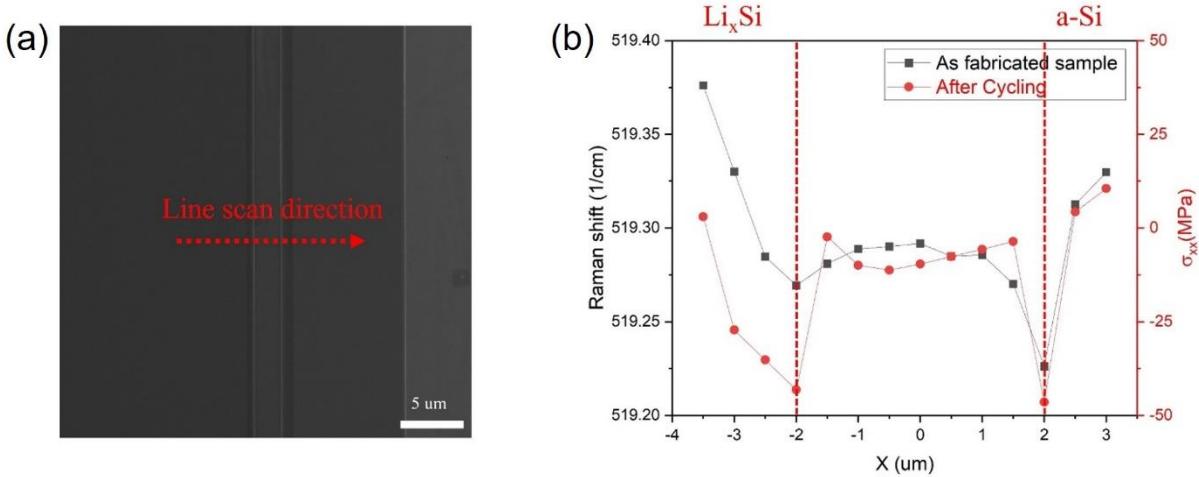 (a)
Line scan direction
5 um
(b)
LiₓSi
a-Si
As fabricated sample
After Cycling
519.40
519.35
519.30
519.25
519.20
Raman shift (1/cm)
50
25
0
-25
-50
σₓₓ(MPa)
-4
-3
-2
-1
0
1
2
3
X (um)